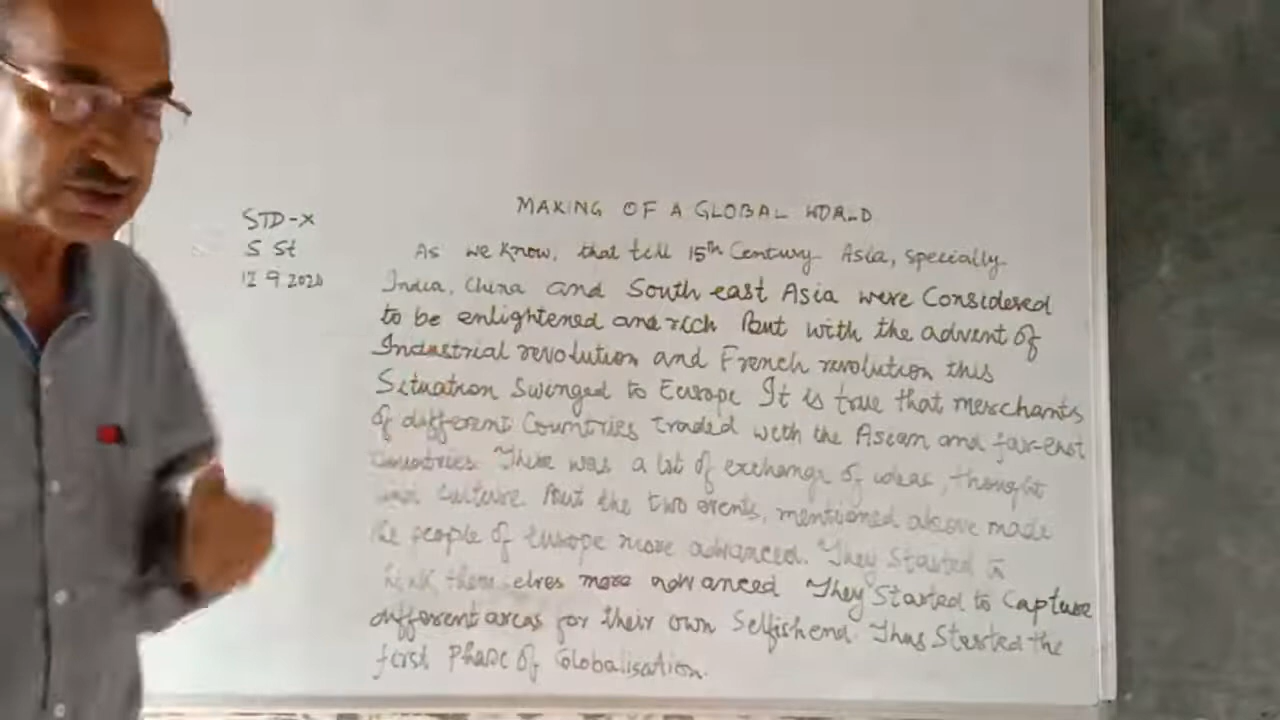 STD-X
S St
12 9 2020
MAKING OF A GLOBAL WORLD
As we know, that till 15th Century Asia, specially
India, China and South east Asia were Considered
to be enlightened and rich But with the advent of
Industrial revolution and French revolution this
Situation Swinged to Europe It is true that merchants
of different Countries traded with the Asian and far-east
Countries. There was a lot of exchange of ideas, thought
and culture. But the two events, mentioned above made
the people of Europe more advanced. They Started to
think themselves more advanced They Started to Capture
different areas for their own Selfish end. Thus Started the
first Phase of Globalisation.